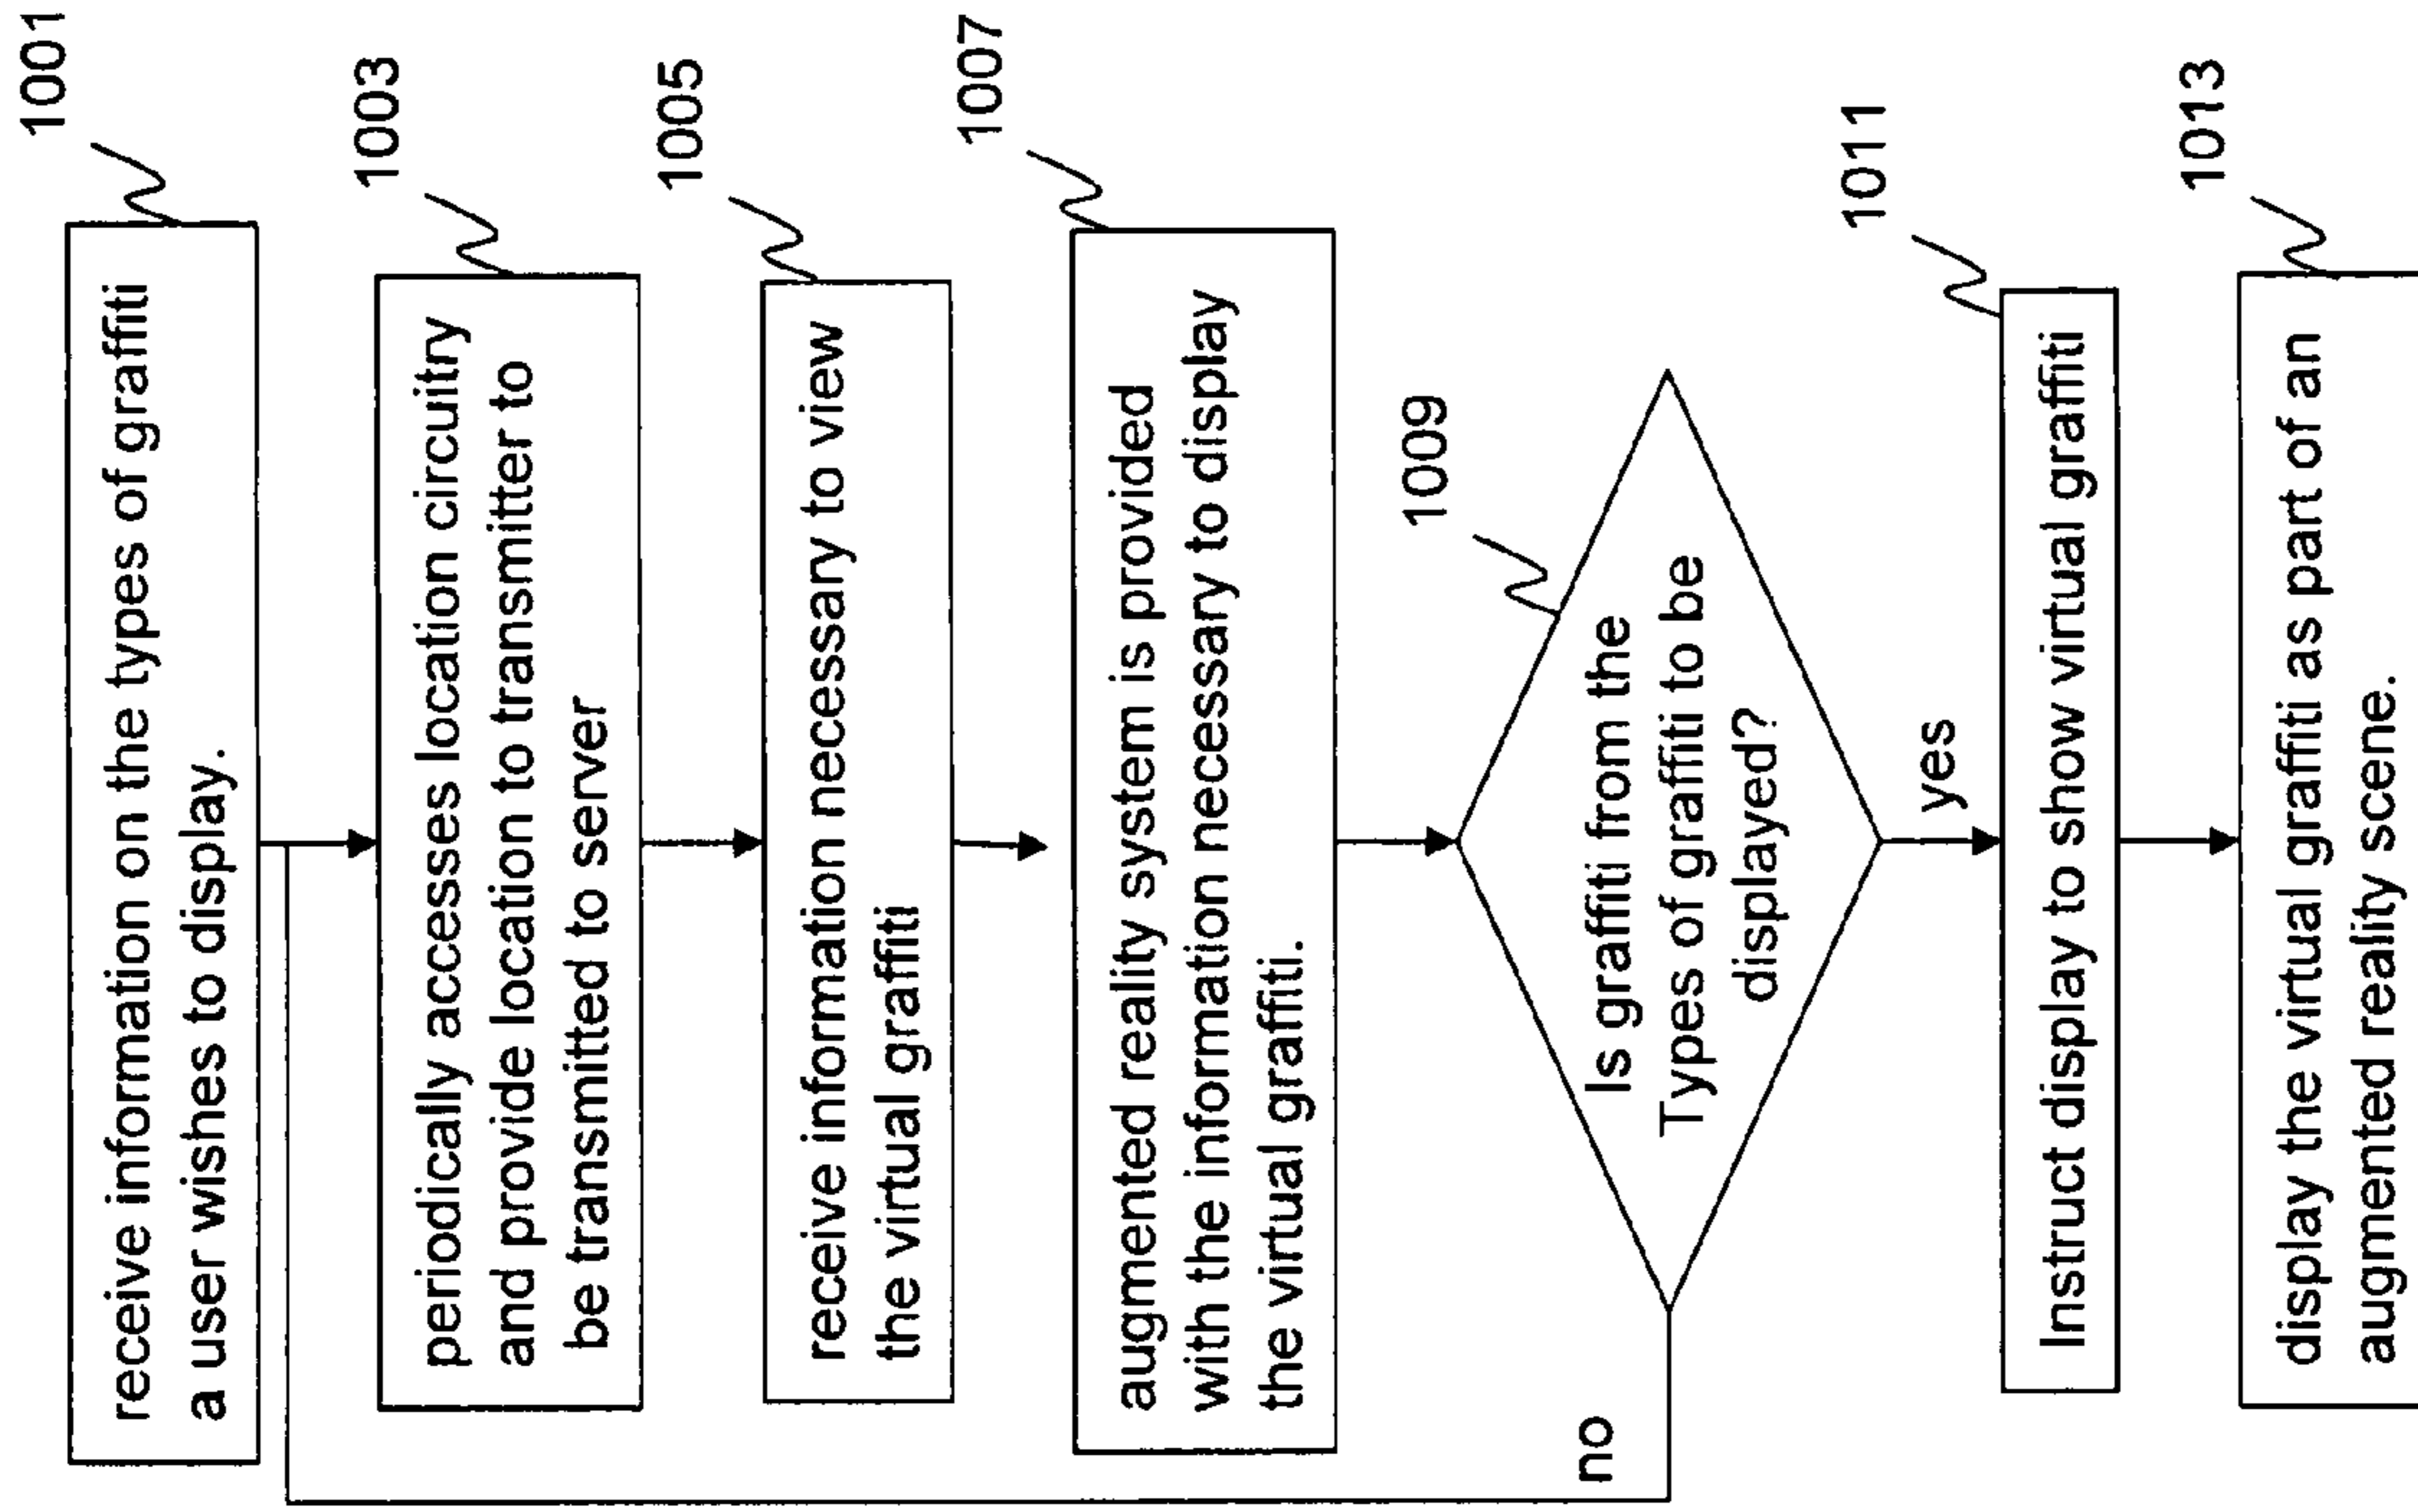 receive information on the types of graffiti
a user wishes to display.
1001
periodically accesses location circuitry
and provide location to transmitter to
be transmitted to server
1003
receive information necessary to view
the virtual graffiti
1005
augmented reality system is provided
with the information necessary to display
the virtual graffiti.
1007
Is graffiti from the
Types of graffiti to be
displayed?
1009
no
yes
Instruct display to show virtual graffiti
1011
display the virtual graffiti as part of an
augmented reality scene.
1013